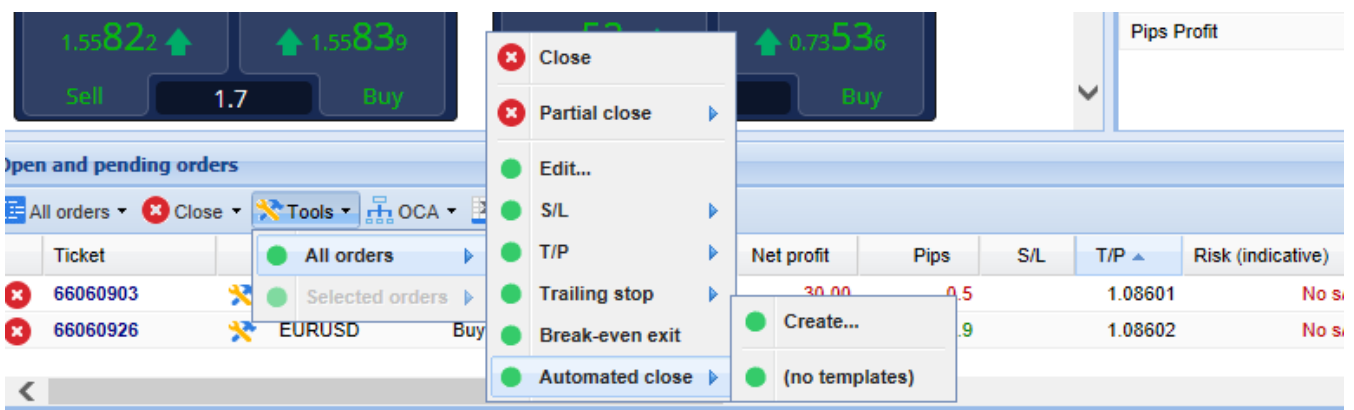 1.55822
1.55839
0.73536
Sell
1.7
Buy
Buy
Pips Profit
Close
Partial close
Edit...
S/L
T/P
Trailing stop
Break-even exit
Automated close
Open and pending orders
All orders
Close
Tools
OCA
Ticket
Net profit
Pips
S/L
T/P
Risk (indicative)
All orders
Selected orders
66060903
30.00
0.5
1.08601
No
66060926
EURUSD
Buy
.9
1.08602
No
Create...
(no templates)